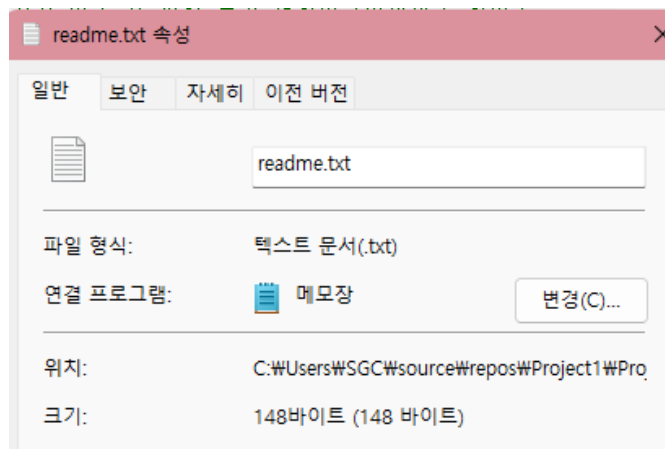 readme.txt 속성
일반 보안 자세히 이전 버전
readme.txt
파일 형식: 텍스트 문서(.txt)
연결 프로그램: 메모장 변경(C)...
위치: C:₩Users₩SGC₩source₩repos₩Project1₩Pro
크기: 148바이트 (148 바이트)